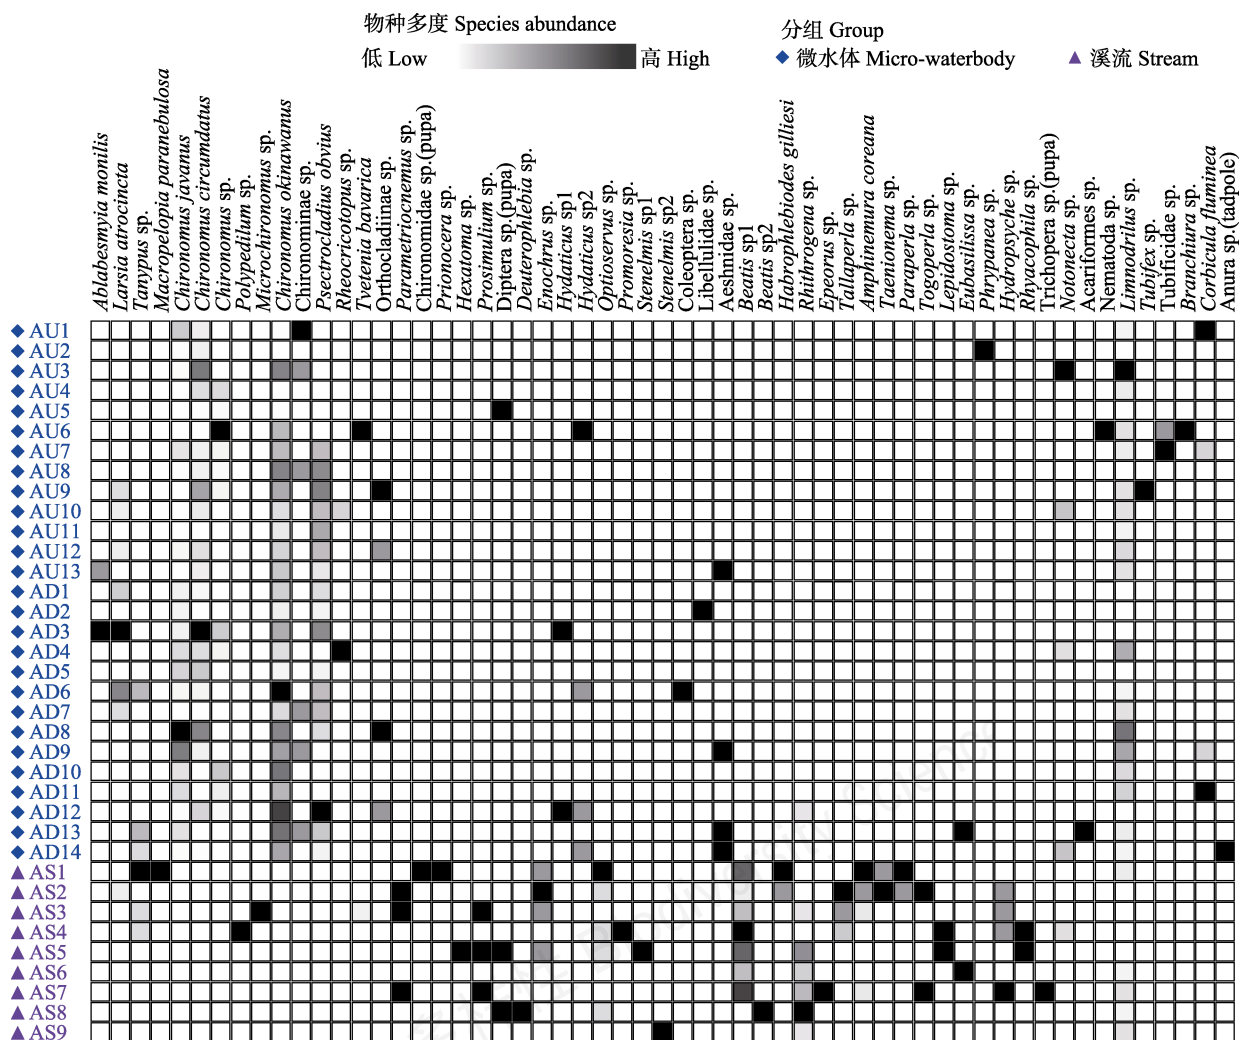 物种多度 Species abundance
低 Low
高 High
分组 Group
微水体 Micro-waterbody
溪流 Stream
Ablabesmyia monilis
Larsia atrocincta
Tanypus sp.
Macropelopia paranebulosa
Chironomus javanus
Chironomus circumdatus
Chironomus sp.
Polypedilum sp.
Microchironomus sp.
Chironomus okinawanus
Chironominae sp.
Psectrocladius obvius
Rheocricotopus sp.
Tvetenia bavarica
Orthocladiinae sp.
Parametriocnemus sp.
Chironomidae sp.(pupa)
Prionocera sp.
Hexatoma sp.
Prosimulium sp.
Diptera sp.(pupa)
Deuterophlebia sp.
Enochrus sp.
Hydaticus sp1
Hydaticus sp2
Optioservus sp.
Promoresia sp.
Stenelmis sp1
Stenelmis sp2
Coleoptera sp.
Libellulidae sp.
Aeshnidae sp.
Beatis sp1
Beatis sp2
Habrophlebiodes gilliesi
Rhithrogena sp.
Epeorus sp.
Tallaperla sp.
Amphinemura coreana
Taenionema sp.
Paraperla sp.
Togoperla sp.
Lepidostoma sp.
Eubasilissa sp.
Phrypanea sp.
Hydropsyche sp.
Rhyacophila sp.
Trichopera sp.(pupa)
Notonecta sp.
Acariformes sp.
Nematoda sp.
Limnodrilus sp.
Tubifex sp.
Tubificidae sp.
Branchiura sp.
Corbicula fluminea
Anura sp.(tadpole)
AU1
AU2
AU3
AU4
AU5
AU6
AU7
AU8
AU9
AU10
AU11
AU12
AU13
AD1
AD2
AD3
AD4
AD5
AD6
AD7
AD8
AD9
AD10
AD11
AD12
AD13
AD14
AS1
AS2
AS3
AS4
AS5
AS6
AS7
AS8
AS9